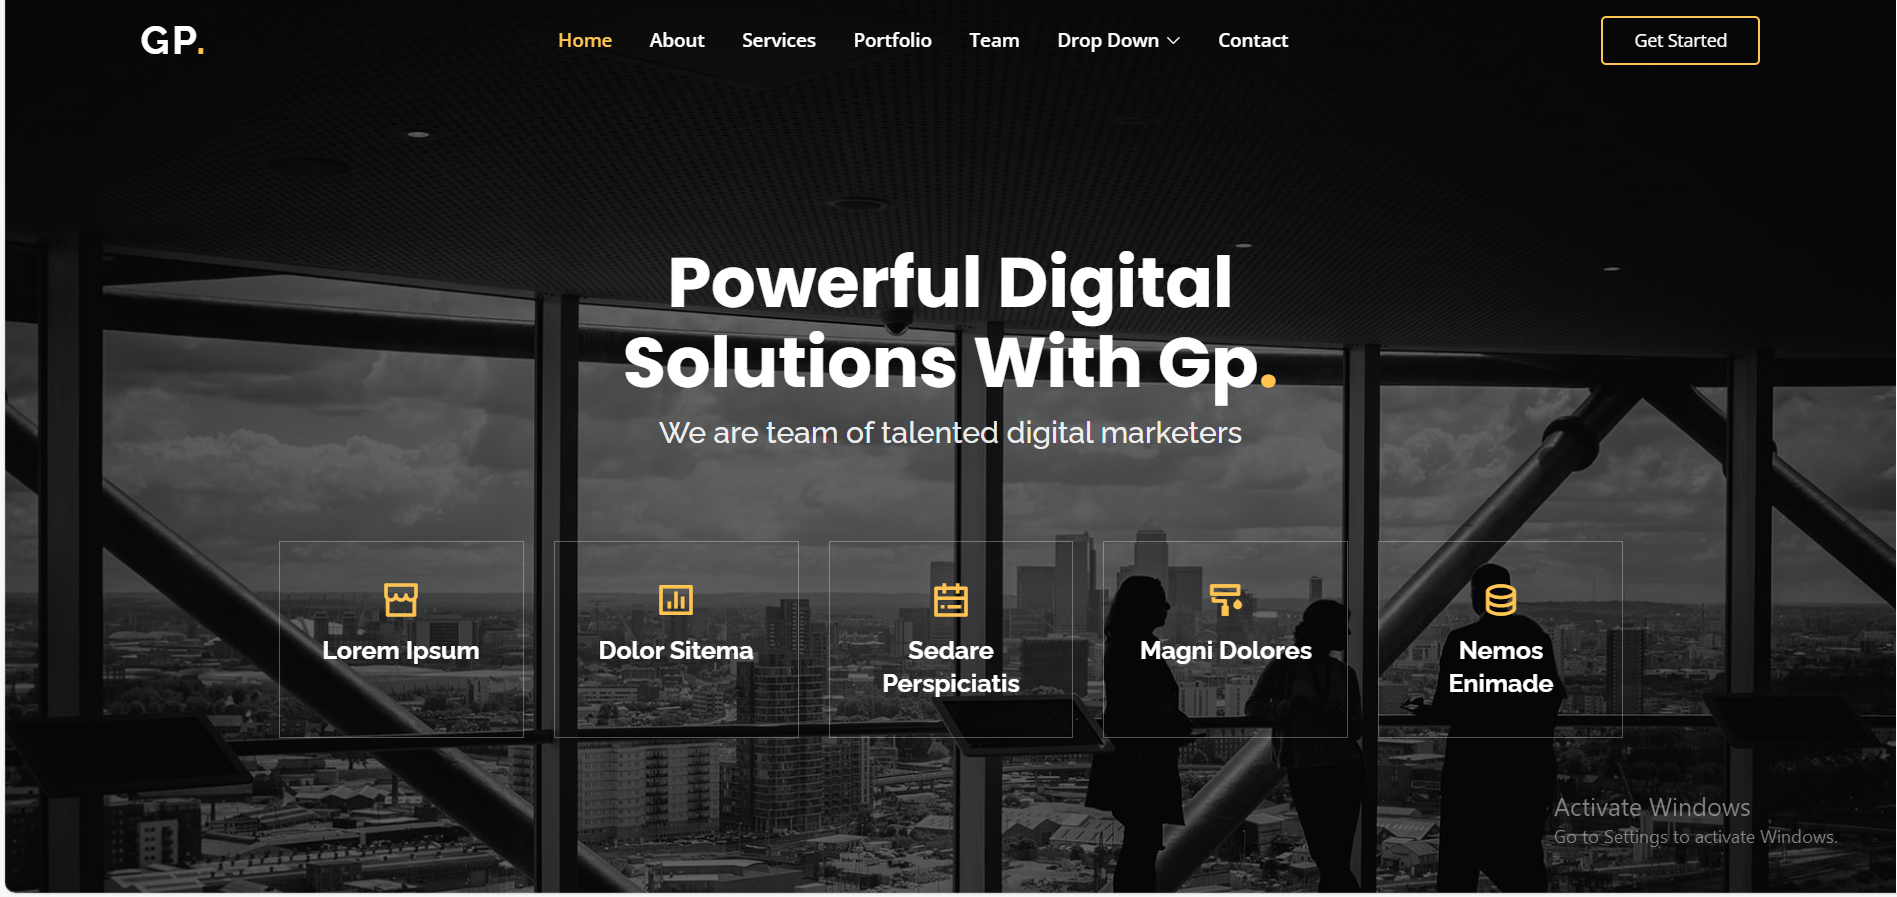 GP.
Home About Services Portfolio Team Drop Down Contact
Get Started
Powerful Digital
Solutions With Gp.
We are team of talented digital marketers
Lorem Ipsum
Dolor Sitema
Sedare
Perspiciatis
Magni Dolores
Nemos
Enimade
Activate Windows
Go to Settings to activate Windows.